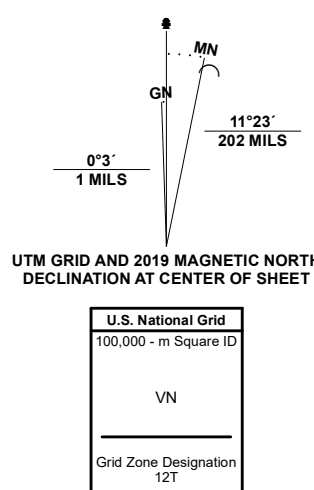 MN
GN
11°23´
202 MILS
0°3´
1 MILS
UTM GRID AND 2019 MAGNETIC NORTH
DECLINATION AT CENTER OF SHEET
U.S. National Grid
100,000 - m Square ID
VN
Grid Zone Designation
12T